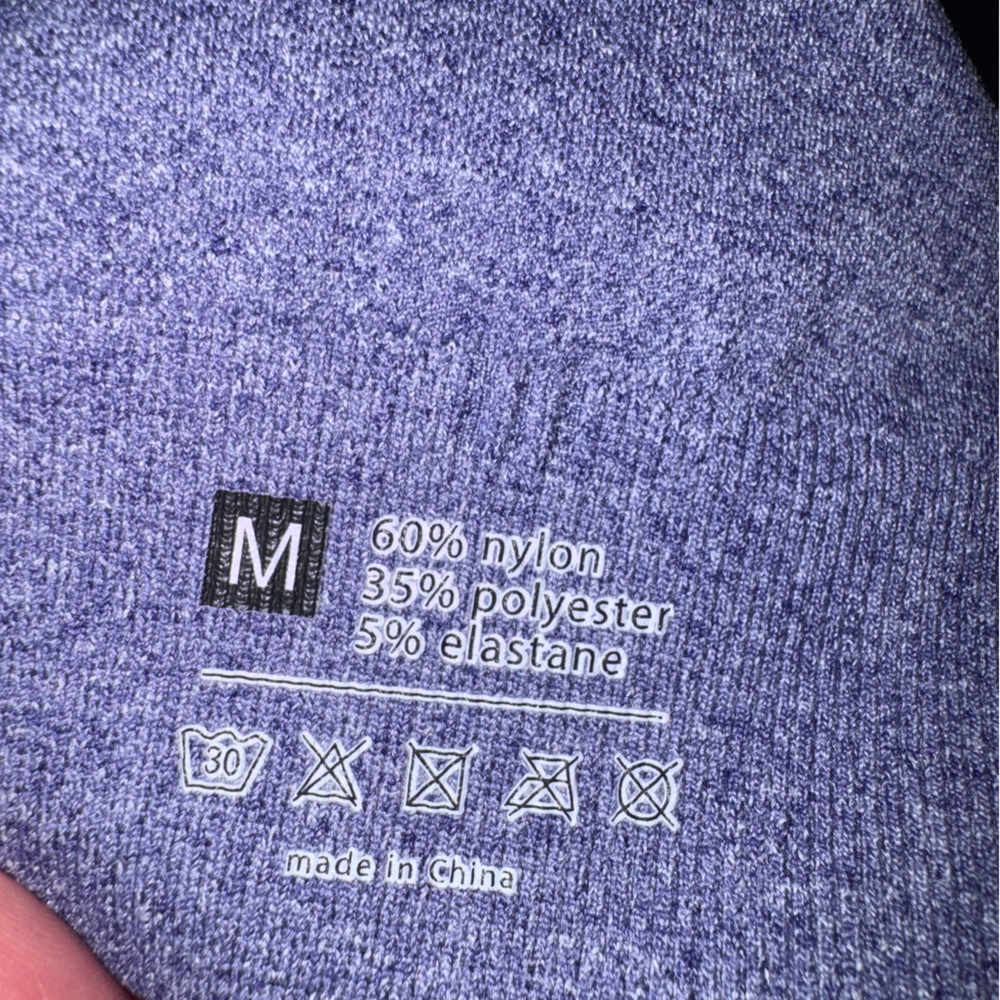 M
60% nylon
35% polyester
5% elastane
30
made in China